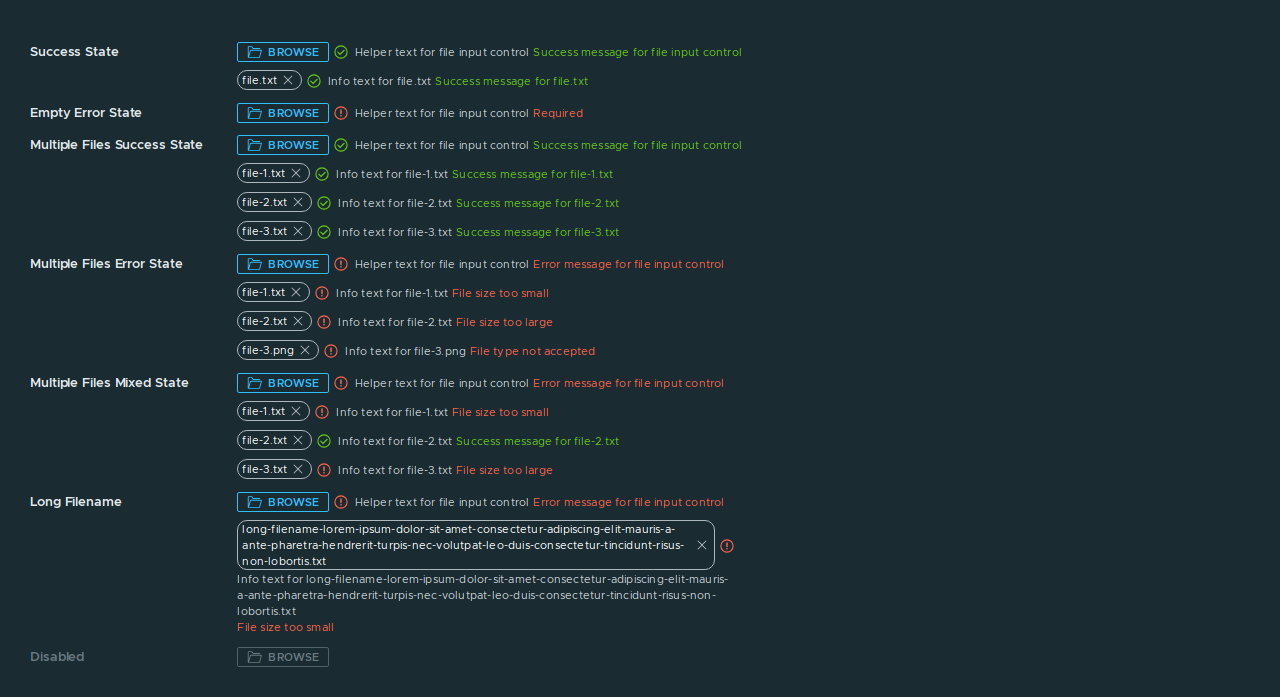 Success State BROWSE Helper text for file input control Success message for file input control
file.txt Info text for file.txt Success message for file.txt
Empty Error State BROWSE Helper text for file input control Required
Multiple Files Success State BROWSE Helper text for file input control Success message for file input control
file-1.txt Info text for file-1.txt Success message for file-1.txt
file-2.txt Info text for file-2.txt Success message for file-2.txt
file-3.txt Info text for file-3.txt Success message for file-3.txt
Multiple Files Error State BROWSE Helper text for file input control Error message for file input control
file-1.txt Info text for file-1.txt File size too small
file-2.txt Info text for file-2.txt File size too large
file-3.png Info text for file-3.png File type not accepted
Multiple Files Mixed State BROWSE Helper text for file input control Error message for file input control
file-1.txt Info text for file-1.txt File size too small
file-2.txt Info text for file-2.txt Success message for file-2.txt
file-3.txt Info text for file-3.txt File size too large
Long Filename BROWSE Helper text for file input control Error message for file input control
long-filename-lorem-ipsum-dolor-sit-amet-consectetur-adipiscing-elit-mauris-a-
ante-pharetra-hendrerit-turpis-nec-volutpat-leo-duis-consectetur-tincidunt-risus-
non-lobortis.txt
Info text for long-filename-lorem-ipsum-dolor-sit-amet-consectetur-adipiscing-elit-mauris-
a-ante-pharetra-hendrerit-turpis-nec-volutpat-leo-duis-consectetur-tincidunt-risus-non-
lobortis.txt
File size too small
Disabled BROWSE